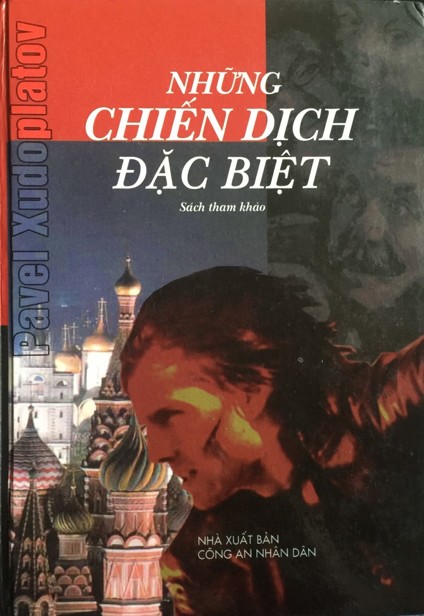 Pavel Xudoplatov
NHỮNG
CHIẾN DỊCH
ĐẶC BIỆT
Sách tham khảo
NHÀ XUẤT BẢN
CÔNG AN NHÂN DÂN